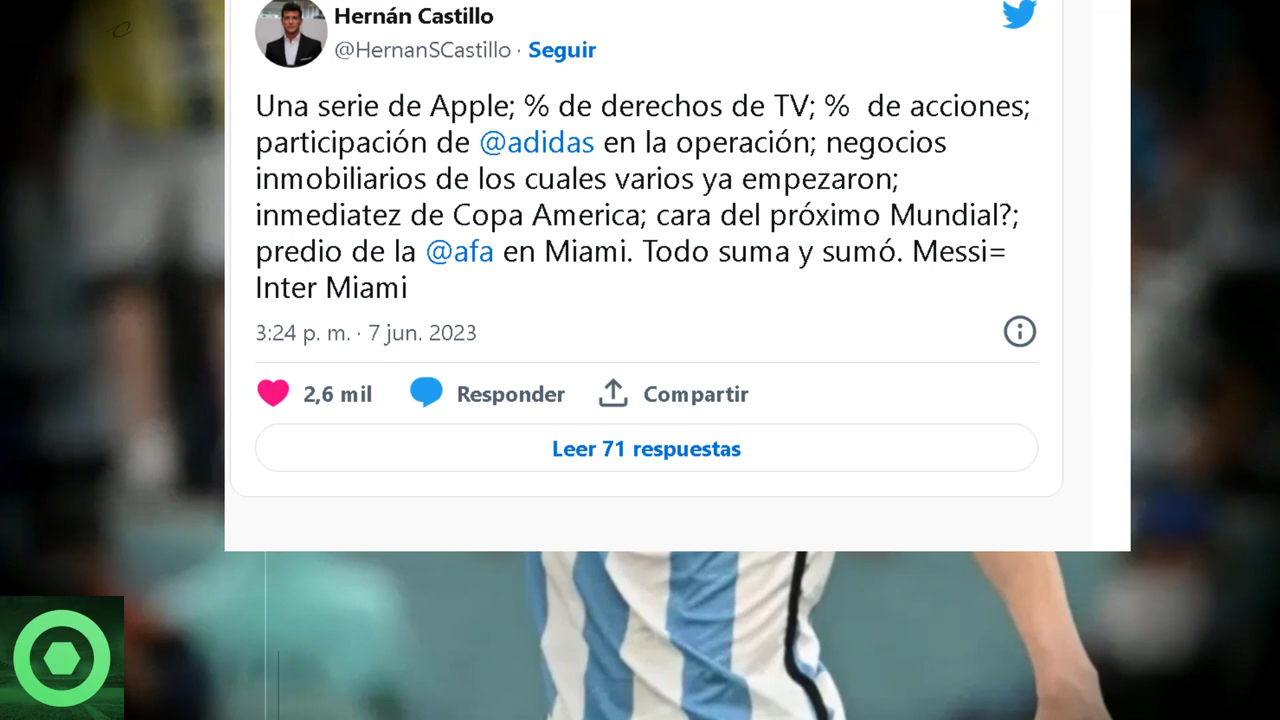 Hernán Castillo
@HernanSCastillo · Seguir
Una serie de Apple; % de derechos de TV; %  de acciones;
participación de @adidas en la operación; negocios
inmobiliarios de los cuales varios ya empezaron;
inmediatez de Copa America; cara del próximo Mundial?;
predio de la @afa en Miami. Todo suma y sumó. Messi=
Inter Miami
3:24 p. m. · 7 jun. 2023
2,6 mil Responder Compartir
Leer 71 respuestas